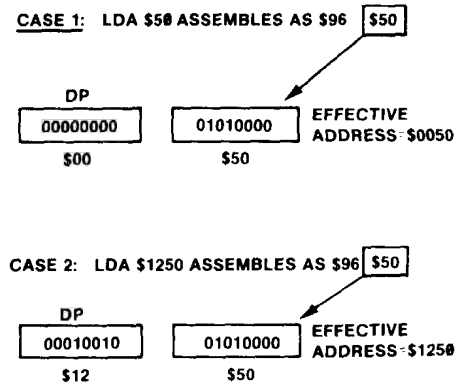 CASE 1: LDA $50 ASSEMBLES AS $96 $50
DP
00000000 01010000 EFFECTIVE
ADDRESS=$0050
$00 $50
CASE 2: LDA $1250 ASSEMBLES AS $96 $50
DP
00010010 01010000 EFFECTIVE
ADDRESS=$1250
$12 $50